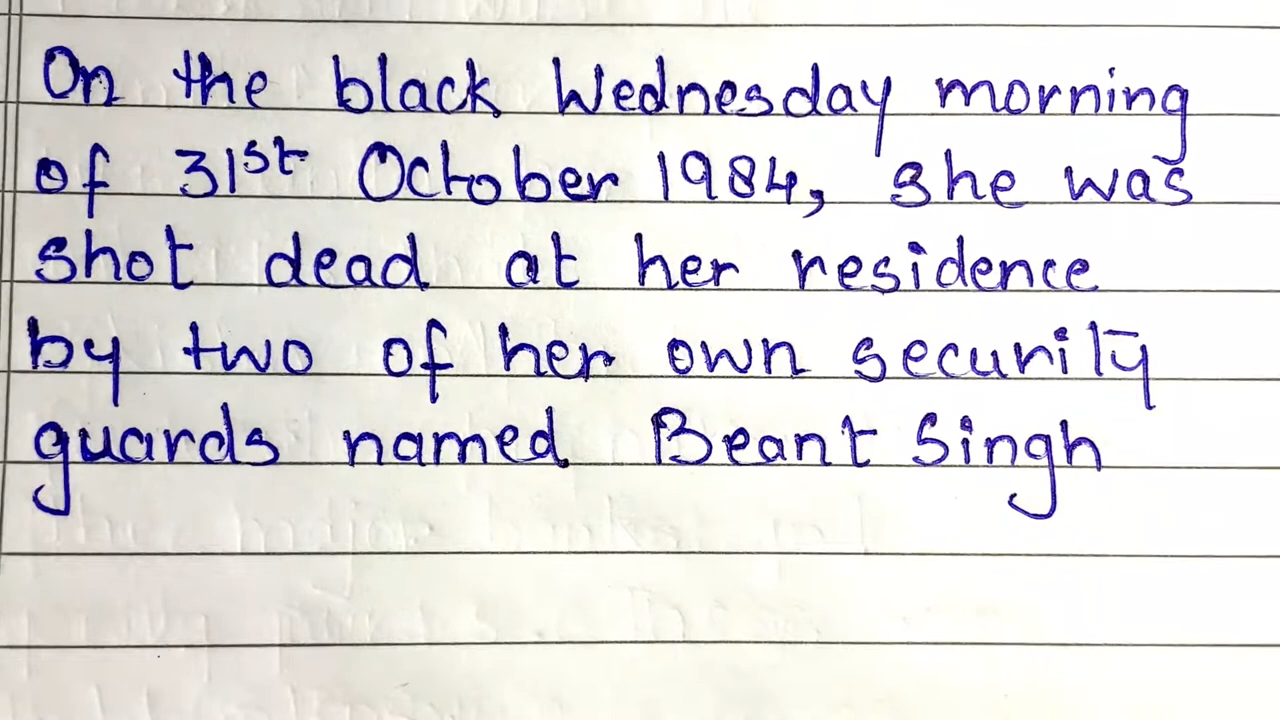 On the black Wednesday morning
of 31st October 1984, she was
shot dead at her residence
by two of her own security
guards named Beant Singh